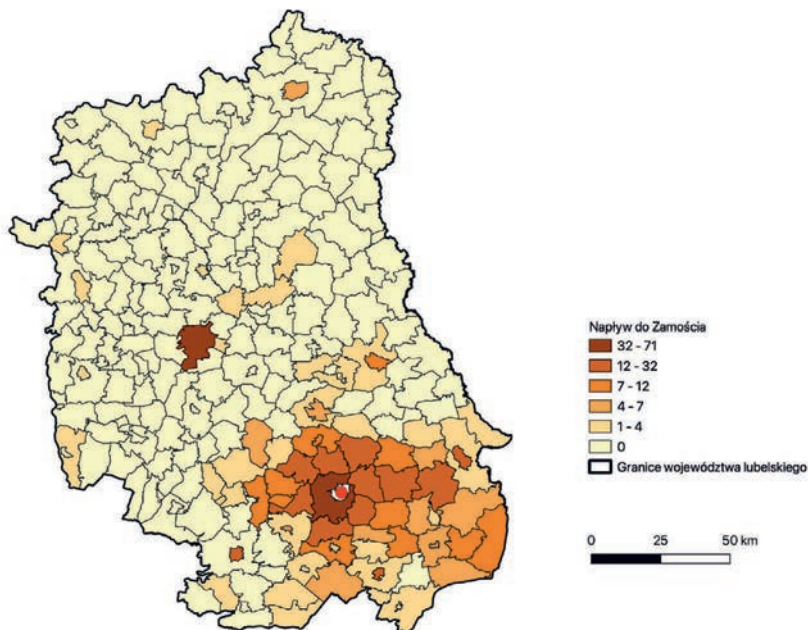 Napływ do Zamościa
32 - 71
12 - 32
7 - 12
4 - 7
1 - 4
0
Granice województwa lubelskiego
0 25 50 km